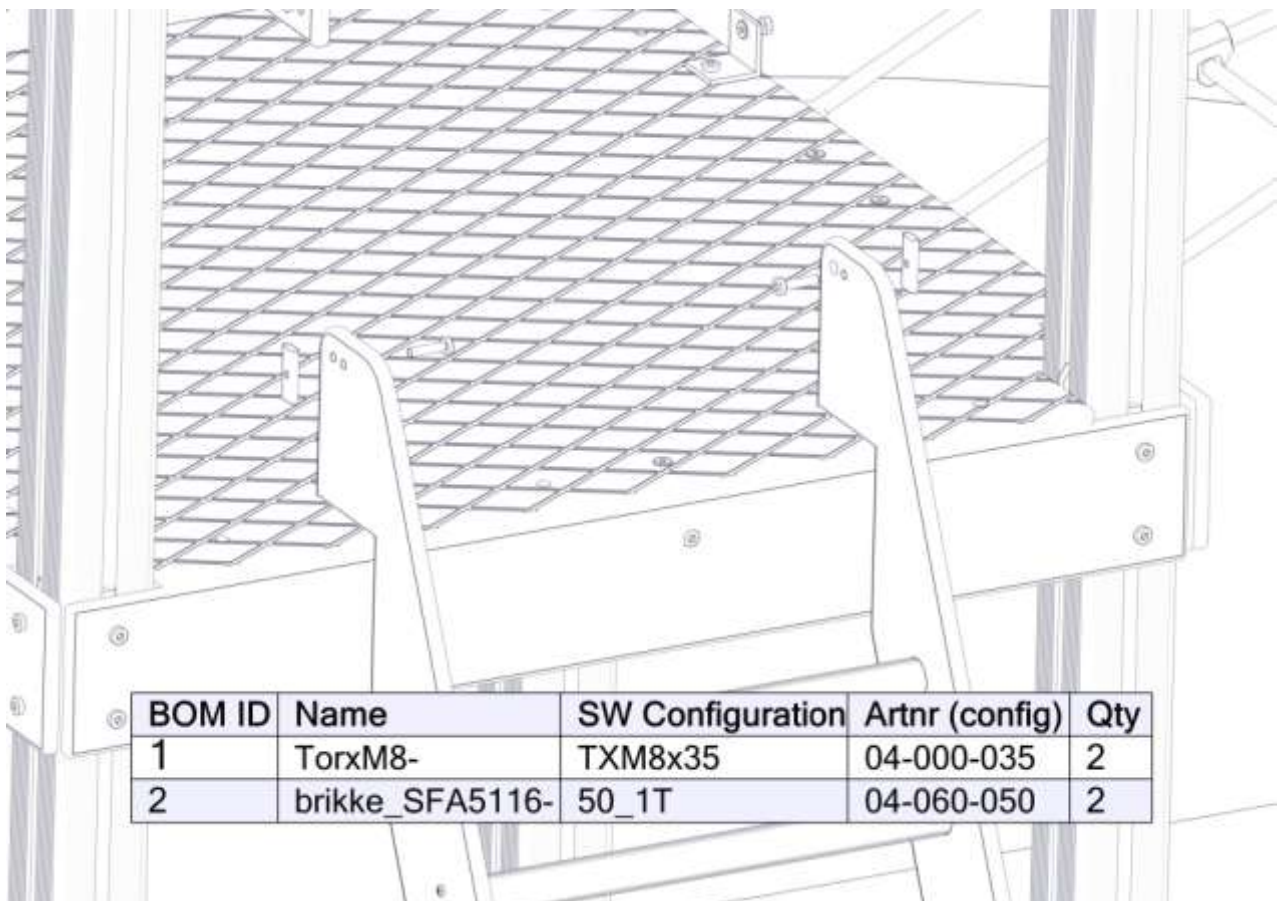 BOM ID Name SW Configuration Artnr (config) Qty
1 TorxM8- TXM8x35 04-000-035 2
2 brikke_SFA5116- 50_1T 04-060-050 2